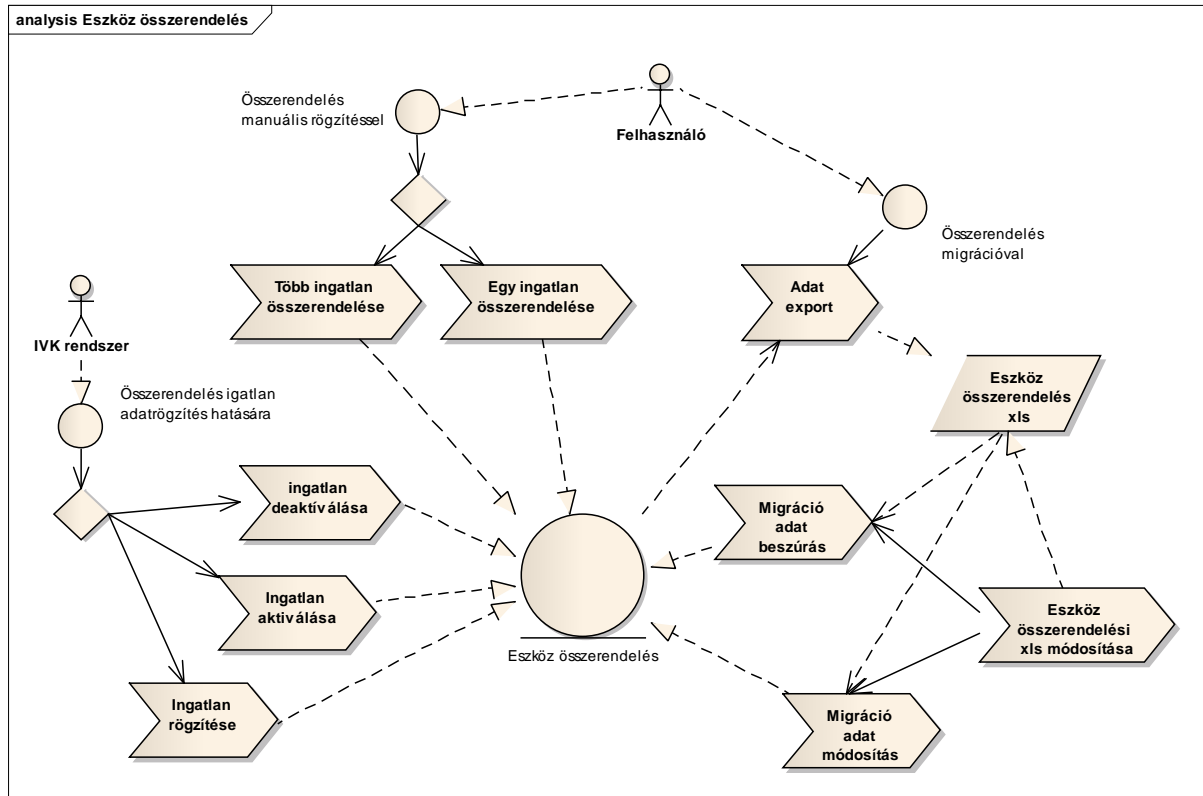 analysis Eszköz összerendelés
Összerendelés
manuális rögzítéssel
Felhasználó
Összerendelés
migrációval
Több ingatlan
összerendelése
Egy ingatlan
összerendelése
Adat
export
IVK rendszer
Összerendelés igatlan
adatrögzítés hatására
Eszköz
összerendelés
xls
ingatlan
deaktíválása
Migráció
adat
beszúrás
Ingatlan
aktiválása
Eszköz
összerendelési
xls módosítása
Eszköz összerendelés
Ingatlan
rögzítése
Migráció
adat
módosítás